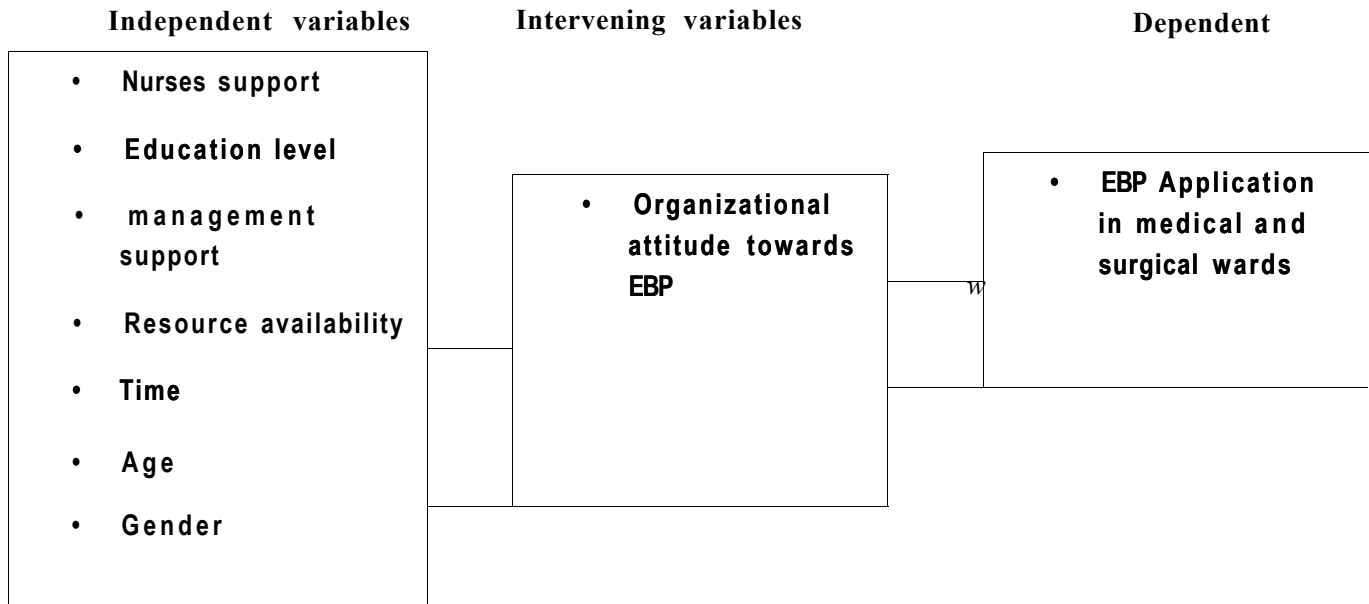 Independent variables
Intervening variables
Dependent
• Nurses support
• Education level
• management
support
• Resource availability
• Time
• Age
• Gender
• Organizational
attitude towards
EBP
w
• EBP Application
in medical and
surgical wards